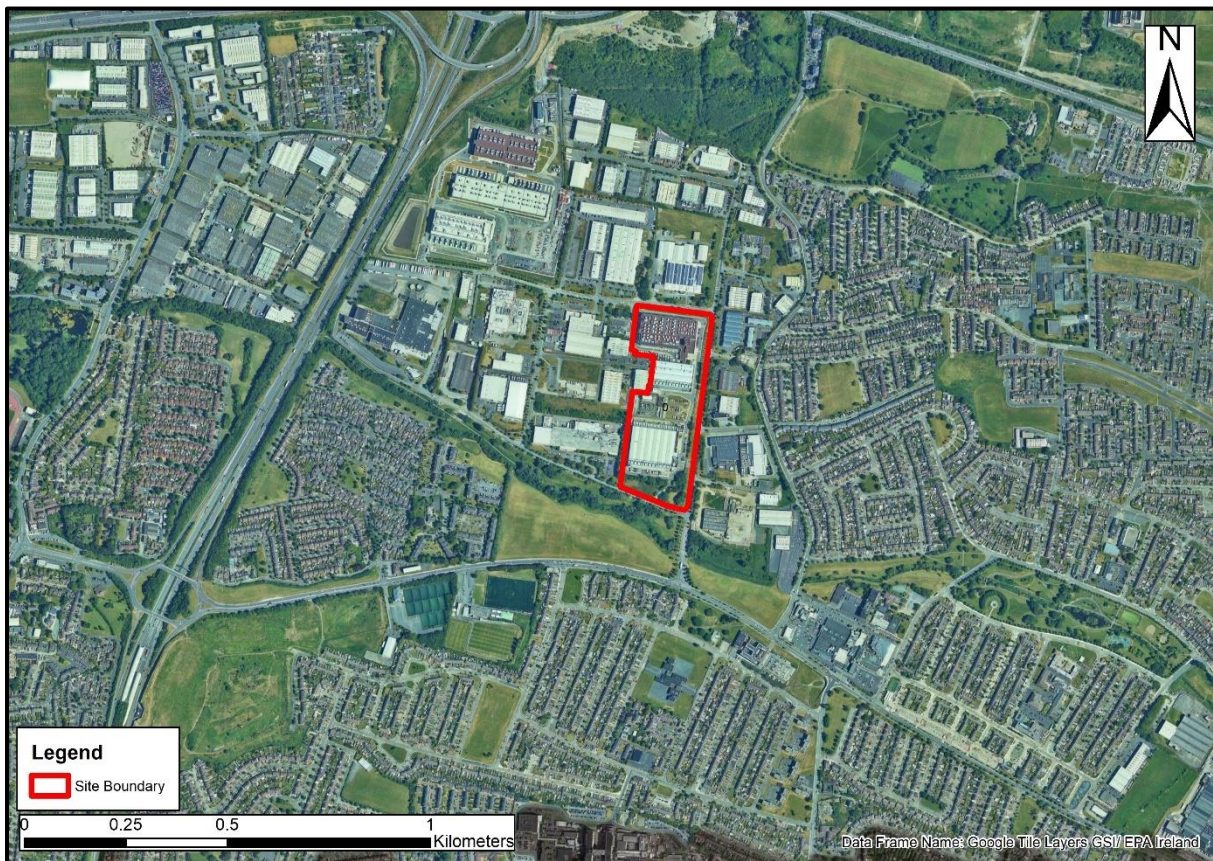 N
Legend
Site Boundary
0 0.25 0.5 1
Kilometers
Data Frame Name: Google Tile Layers GSI/ EPA Ireland